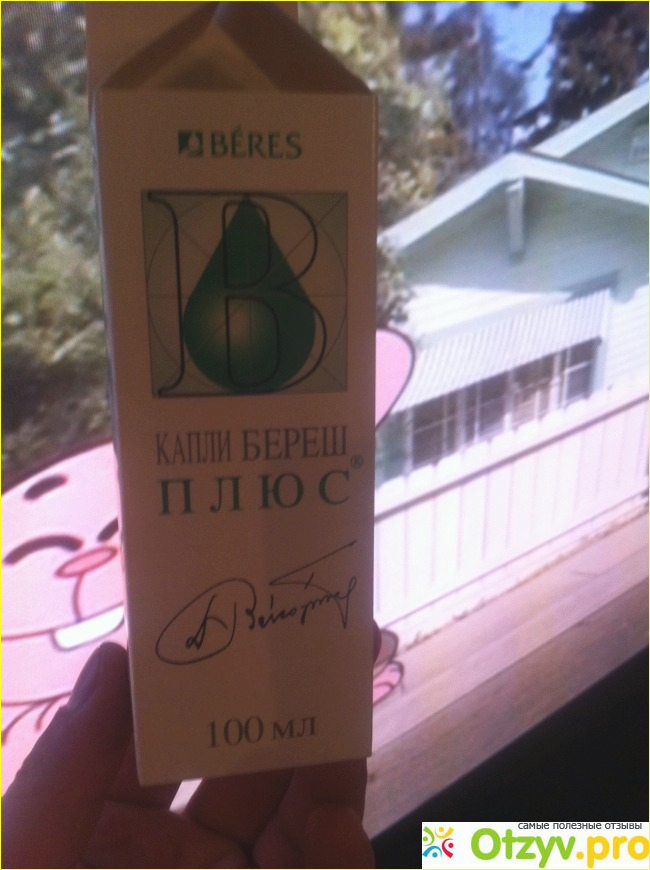 BÉRES
B
КАПЛИ БЕРЕШ
ПЛЮС®
100 мл
самые полезные отзывы
Otzyv.pro